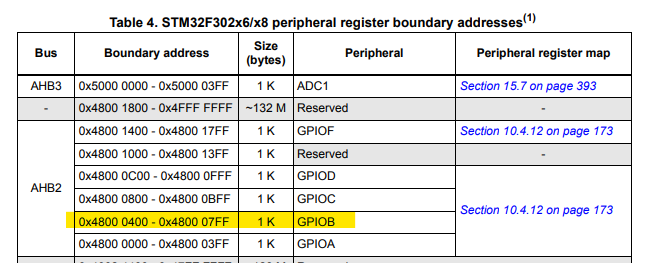 Table 4. STM32F302x6/x8 peripheral register boundary addresses(1)
Bus Boundary address Size (bytes) Peripheral Peripheral register map
AHB3 0x5000 0000 - 0x5000 03FF 1 K ADC1 Section 15.7 on page 393
- 0x4800 1800 - 0x4FFF FFFF ~132 M Reserved -
AHB2 0x4800 1400 - 0x4800 17FF 1 K GPIOF Section 10.4.12 on page 173
0x4800 1000 - 0x4800 13FF 1 K Reserved -
0x4800 0C00 - 0x4800 0FFF 1 K GPIOD Section 10.4.12 on page 173
0x4800 0800 - 0x4800 0BFF 1 K GPIOC
0x4800 0400 - 0x4800 07FF 1 K GPIOB
0x4800 0000 - 0x4800 03FF 1 K GPIOA